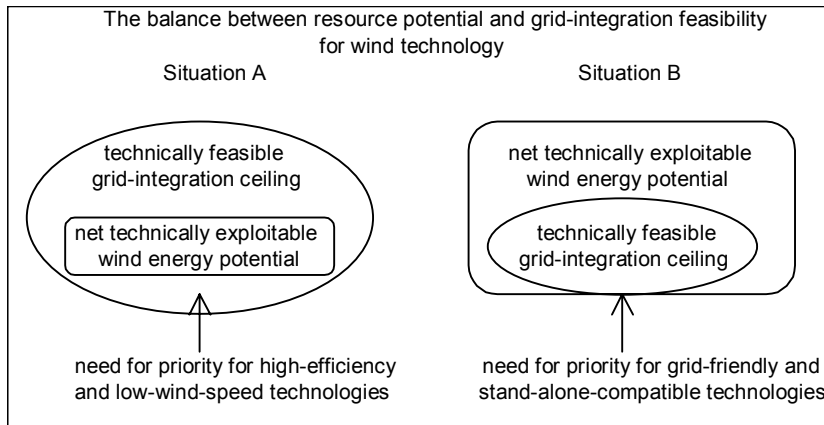 The balance between resource potential and grid-integration feasibility
for wind technology
Situation A
technically feasible
grid-integration ceiling
net technically exploitable
wind energy potential
need for priority for high-efficiency
and low-wind-speed technologies
Situation B
net technically exploitable
wind energy potential
technically feasible
grid-integration ceiling
need for priority for grid-friendly and
stand-alone-compatible technologies